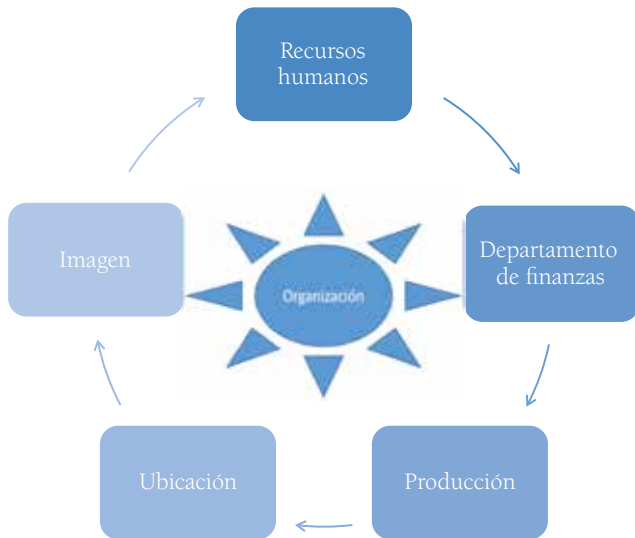 Recursos
humanos
Departamento
de finanzas
Producción
Ubicación
Imagen
Organización